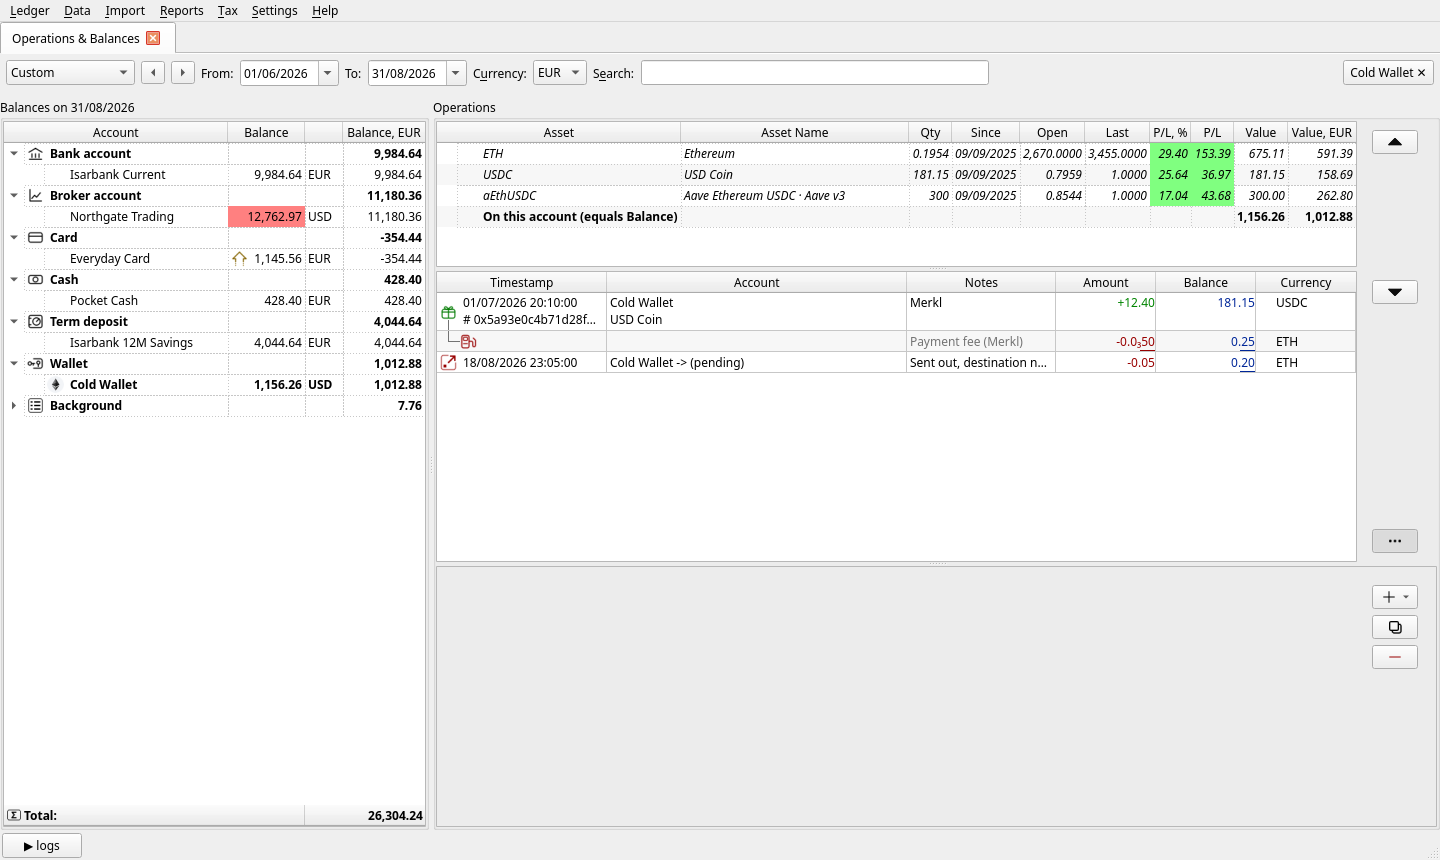 Ledger Data Import Reports Tax Settings Help
Operations & Balances
Custom From: 01/06/2026 To: 31/08/2026 Currency: EUR Search: Cold Wallet ×
Balances on 31/08/2026
Account Balance Balance, EUR
Bank account 9,984.64
Isarbank Current 9,984.64 EUR 9,984.64
Broker account 11,180.36
Northgate Trading 12,762.97 USD 11,180.36
Card -354.44
Everyday Card 1,145.56 EUR -354.44
Cash 428.40
Pocket Cash 428.40 EUR 428.40
Term deposit 4,044.64
Isarbank 12M Savings 4,044.64 EUR 4,044.64
Wallet 1,012.88
Cold Wallet 1,156.26 USD 1,012.88
Background 7.76
Σ Total: 26,304.24
Operations
Asset Asset Name Qty Since Open Last P/L, % P/L Value Value, EUR
ETH Ethereum 0.1954 09/09/2025 2,670.0000 3,455.0000 29.40 153.39 675.11 591.39
USDC USD Coin 181.15 09/09/2025 0.7959 1.0000 25.64 36.97 181.15 158.69
aEthUSDC Aave Ethereum USDC · Aave v3 300 09/09/2025 0.8544 1.0000 17.04 43.68 300.00 262.80
On this account (equals Balance) 1,156.26 1,012.88
Timestamp Account Notes Amount Balance Currency
01/07/2026 20:10:00 Cold Wallet Merkl +12.40 181.15 USDC
# 0x5a93e0c4b71d28f... USD Coin
Payment fee (Merkl) -0.0₃50 0.25 ETH
18/08/2026 23:05:00 Cold Wallet -> (pending) Sent out, destination n... -0.05 0.20 ETH
...
▶ logs